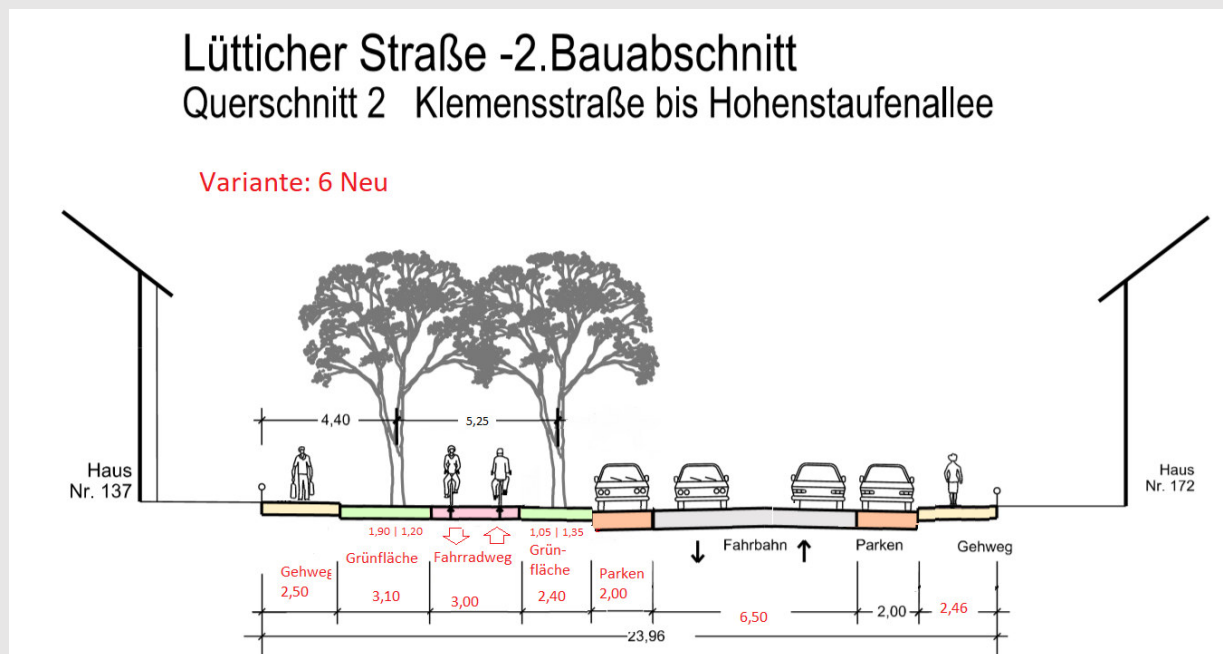 Lütticher Straße -2.Bauabschnitt
Querschnitt 2 Klemensstraße bis Hohenstaufenallee
Variante: 6 Neu
4,40
5,25
Haus
Nr. 137
Haus
Nr. 172
1,90 | 1,20
1,05 | 1,35
Gehweg
2,50
Grünfläche
3,10
Fahrradweg
3,00
Grün-
fläche
2,40
Parken
2,00
Fahrbahn
6,50
Parken
2,00
Gehweg
2,46
23,96